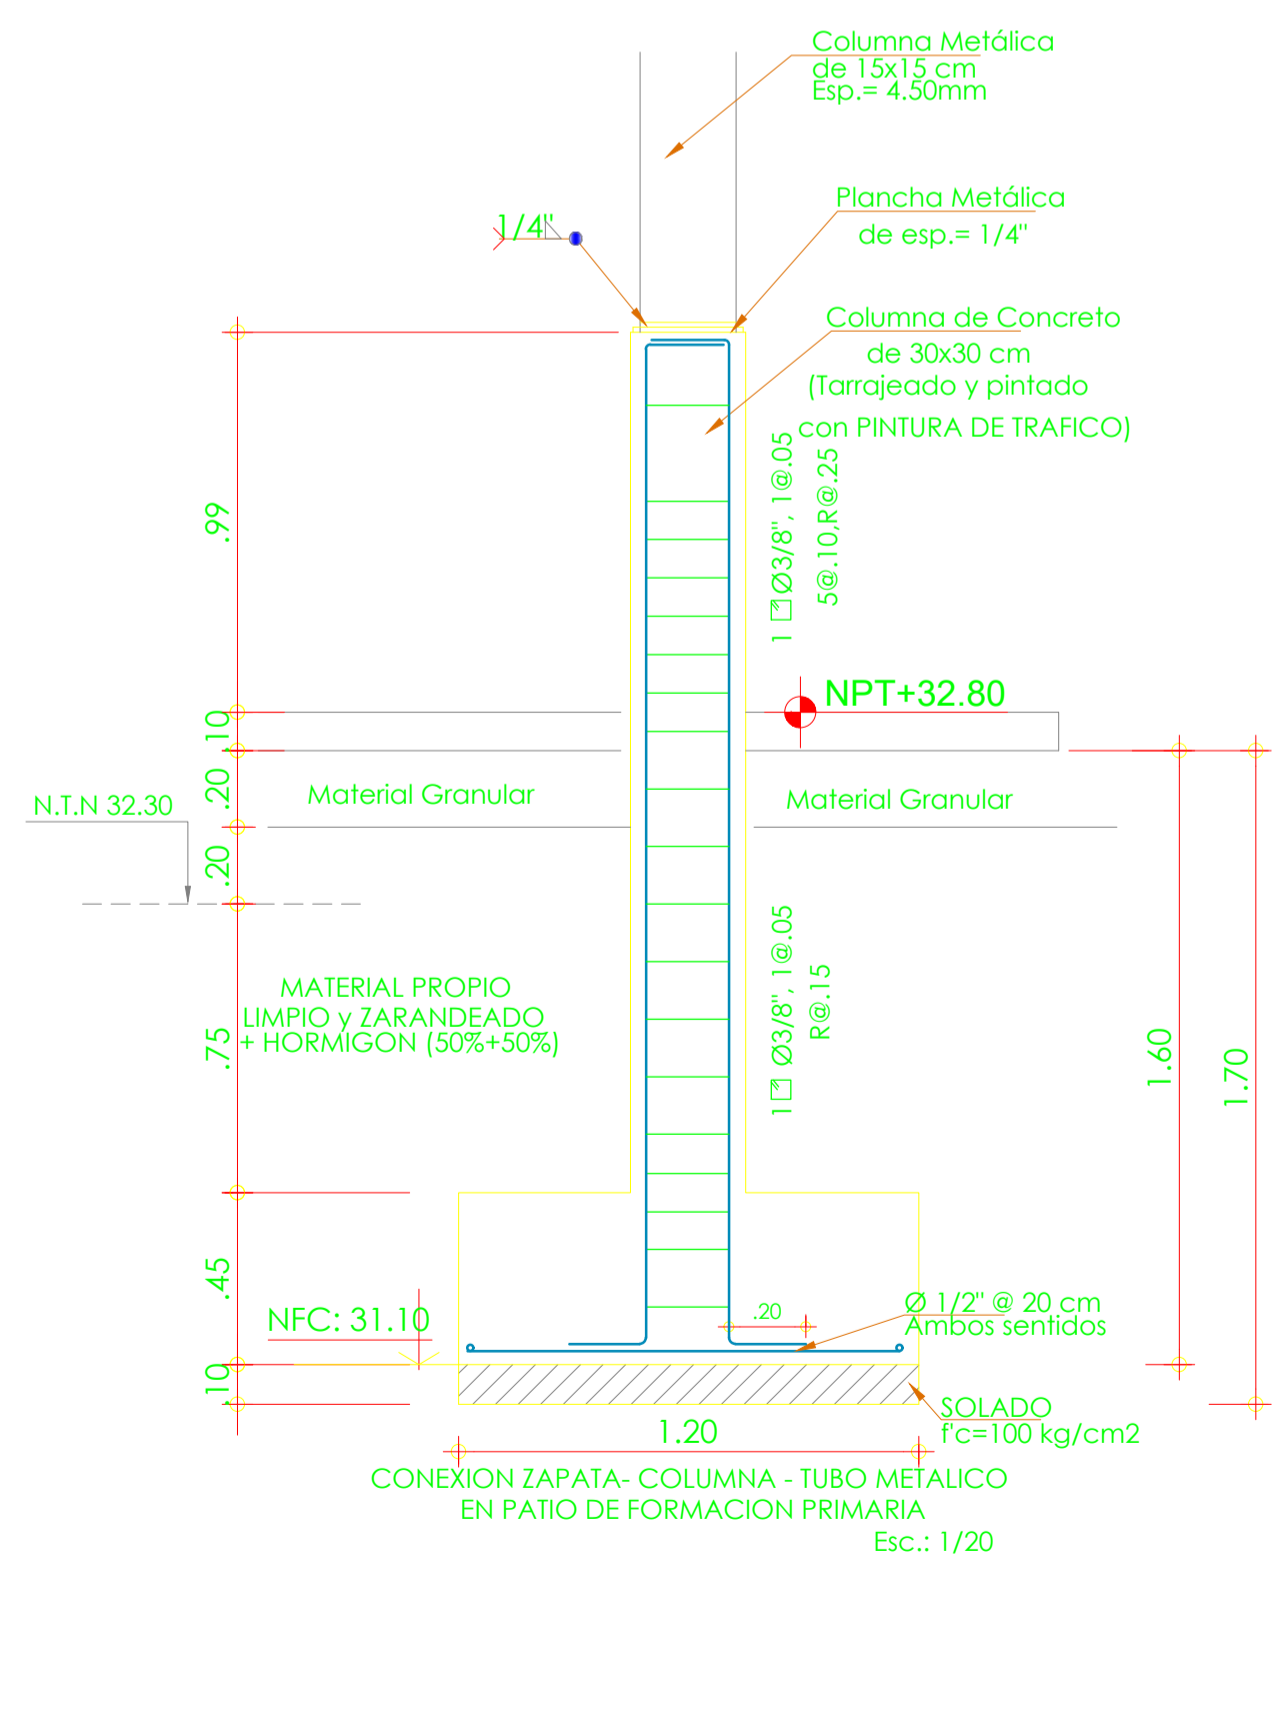 Columna Metálica
de 15x15 cm
Esp.= 4.50mm
Plancha Metálica
de esp.= 1/4"
1/4"
Columna de Concreto
de 30x30 cm
(Tarrajeado y pintado
con PINTURA DE TRAFICO)
1 Ø3/8", 1@.05
5@.10,R@.25
.99
NPT+32.80
.10
.20
Material Granular
Material Granular
N.T.N 32.30
.20
MATERIAL PROPIO
LIMPIO y ZARANDEADO
+ HORMIGON (50%+50%)
.75
1 Ø3/8", 1@.05
R@.15
1.60
1.70
.45
NFC: 31.10
.20
Ø 1/2" @ 20 cm
Ambos sentidos
.10
SOLADO
f'c=100 kg/cm2
1.20
CONEXION ZAPATA- COLUMNA - TUBO METALICO
EN PATIO DE FORMACION PRIMARIA
Esc.: 1/20